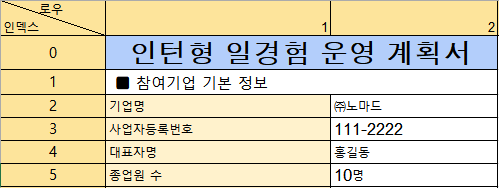 로우
인덱스 1 2
0 인턴형 일경험 운영 계획서
1 ■ 참여기업 기본 정보
2 기업명 ㈜노마드
3 사업자등록번호 111-2222
4 대표자명 홍길동
5 종업원 수 10명